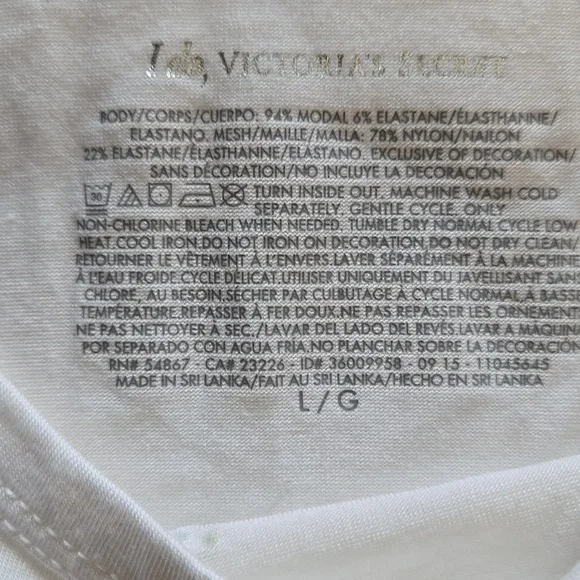 I do, VICTORIA'S SECRET
BODY/CORPS/CUERPO: 94% MODAL 6% ELASTANE/ÉLASTHANNE/
ELASTANO. MESH/MAILLE/MALLA: 78% NYLON/NAILON
22% ELASTANE/ÉLASTHANNE/ELASTANO. EXCLUSIVE OF DECORATION/
SANS DÉCORATION/NO INCLUYE LA DECORACIÓN
30 TURN INSIDE OUT. MACHINE WASH COLD
SEPARATELY. GENTLE CYCLE. ONLY
NON-CHLORINE BLEACH WHEN NEEDED. TUMBLE DRY NORMAL CYCLE LOW
HEAT.COOL IRON.DO NOT IRON ON DECORATION.DO NOT DRY CLEAN/
RETOURNER LE VÊTEMENT À L'ENVERS.LAVER SÉPARÉMENT À LA MACHINE
À L'EAU FROIDE.CYCLE DÉLICAT.UTILISER UNIQUEMENT DU JAVELLISANT SAN
CHLORE, AU BESOIN.SÉCHER PAR CULBUTAGE À CYCLE NORMAL,À BASS
TEMPÉRATURE.REPASSER À FER DOUX.NE PAS REPASSER LES ORNEMENT
NE PAS NETTOYER À SEC./LAVAR DEL LADO DEL REVÉS.LAVAR A MÁQUIN
POR SEPARADO CON AGUA FRÍA.NO PLANCHAR SOBRE LA DECORACIÓN
RN# 54867 - CA# 23226 - ID# 36009958 - 09 15 - 11045645
MADE IN SRI LANKA/FAIT AU SRI LANKA/HECHO EN SRI LANKA
L/G